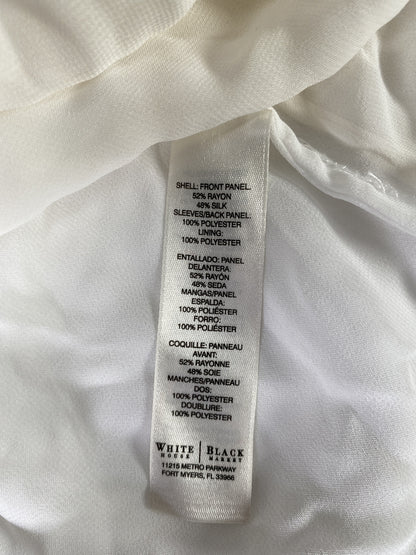 SHELL: FRONT PANEL.
52% RAYON
48% SILK
SLEEVES/BACK PANEL:
100% POLYESTER
LINING:
100% POLYESTER
ENTALLADO: PANEL
DELANTERA:
52% RAYÓN
48% SEDA
MANGAS/PANEL
ESPALDA:
100% POLIÉSTER
FORRO:
100% POLIÉSTER
COQUILLE: PANNEAU
AVANT:
52% RAYONNE
48% SOIE
MANCHES/PANNEAU
DOS:
100% POLYESTER
DOUBLURE:
100% POLYESTER
WHITE | BLACK
HOUSE | MARKET
11215 METRO PARKWAY
FORT MYERS, FL 33966